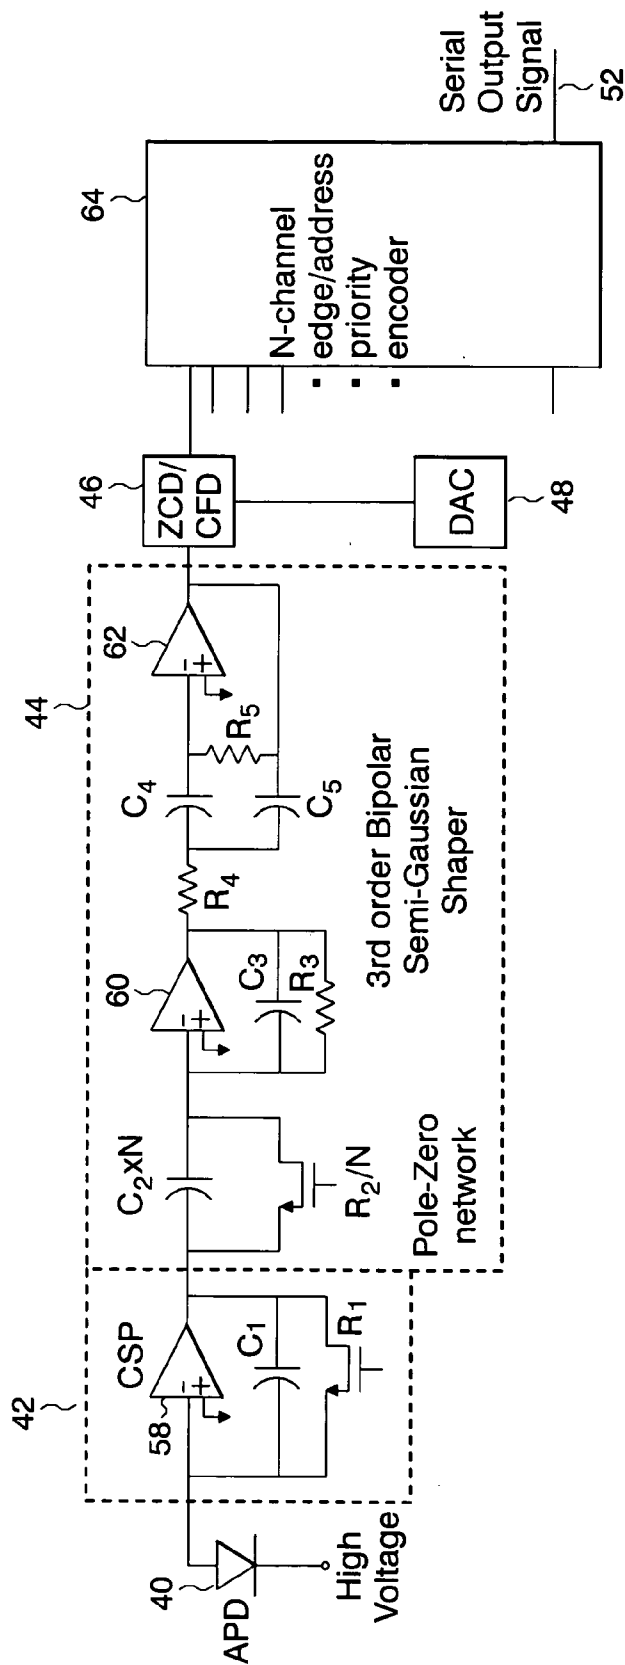 40
APD
High
Voltage
42
CSP
58
C1
R1
44
C2xN
R2/N
Pole-Zero
network
60
C3
R3
R4
C4
C5
R5
62
3rd order Bipolar
Semi-Gaussian
Shaper
46
ZCD/
CFD
DAC
48
64
N-channel
edge/address
priority
encoder
Serial
Output
Signal
52
- +
- +
- +